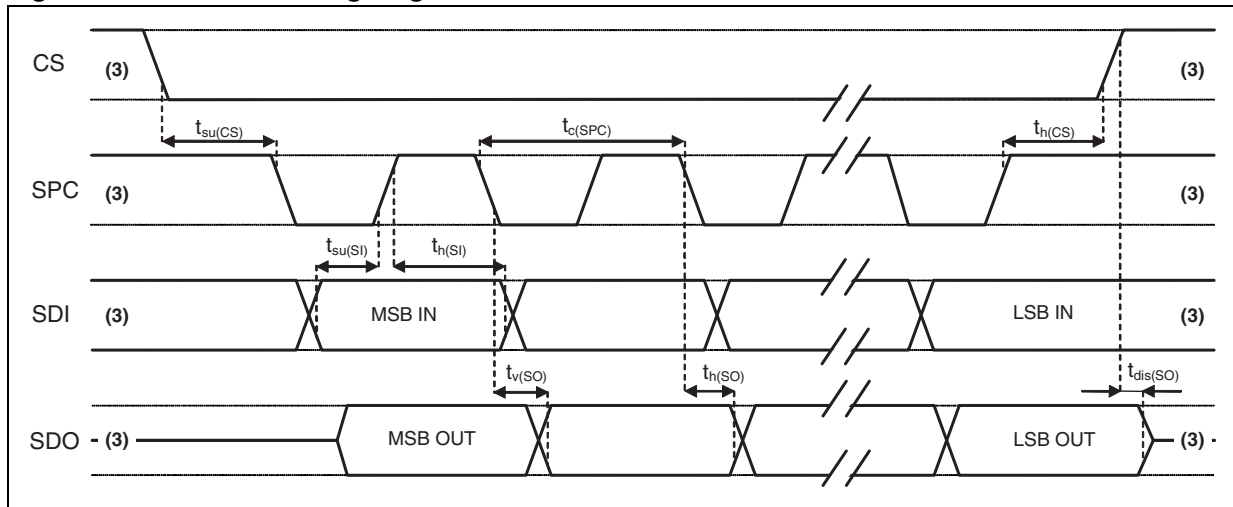 CS (3) (3)
tsu(CS) tc(SPC) th(CS)
SPC (3) (3)
tsu(SI) th(SI)
SDI (3) MSB IN LSB IN (3)
tv(SO) th(SO) tdis(SO)
SDO (3) MSB OUT LSB OUT (3)